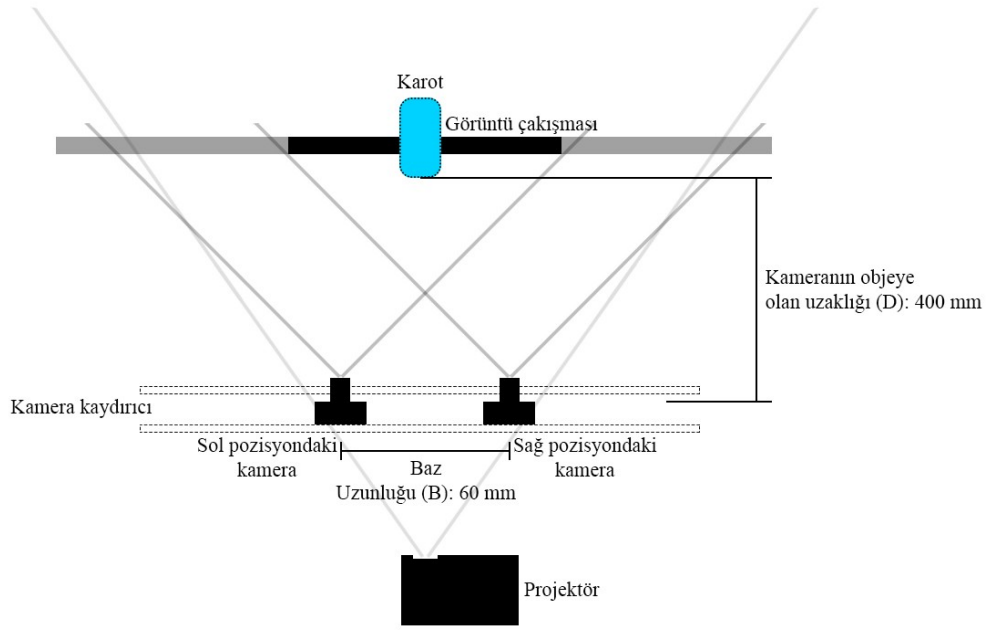 Karot
Görüntü çakışması
Kameranın objeye
olan uzaklığı (D): 400 mm
Kamera kaydırıcı
Sol pozisyondaki
kamera
Sağ pozisyondaki
kamera
Baz
Uzunluğu (B): 60 mm
Projektör